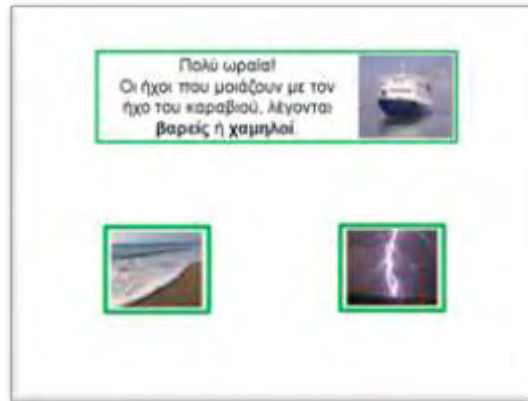 Πολύ ωραία!
Οι ήχοι που μοιάζουν με τον
ήχο του καραβιού, λέγονται
βαρείς ή χαμηλοί.